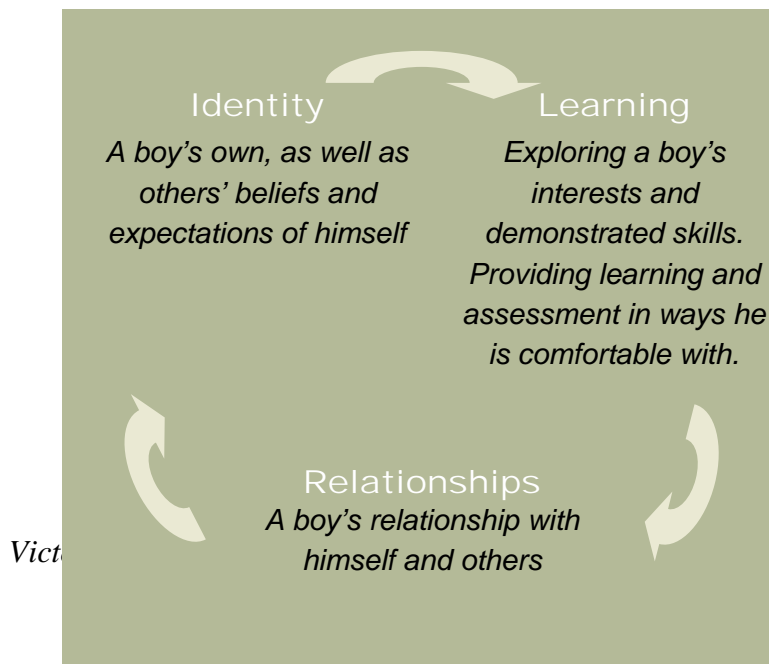 Identity
A boy’s own, as well as
others’ beliefs and
expectations of himself
Learning
Exploring a boy’s
interests and
demonstrated skills.
Providing learning and
assessment in ways he
is comfortable with.
Relationships
A boy’s relationship with
himself and others